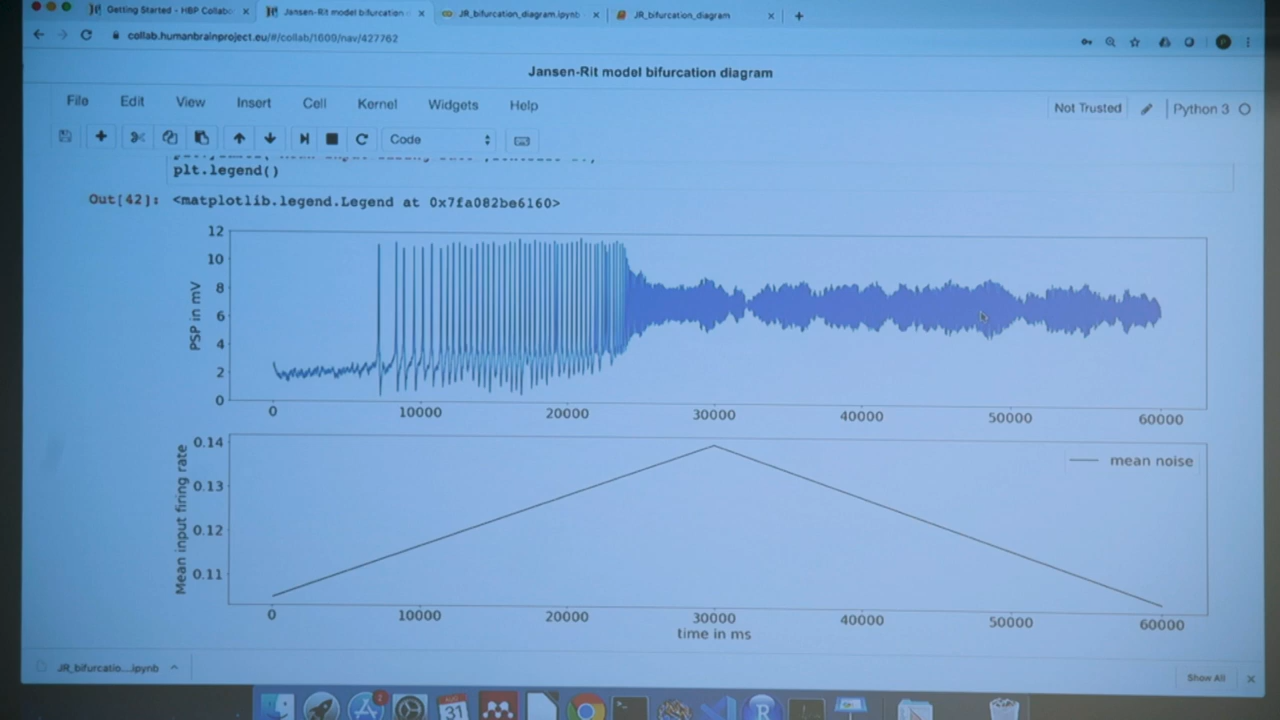 Getting Started - HBP Collabo
Jansen-Rit model bifurcation
JR_bifurcation_diagram.ipynb
JR_bifurcation_diagram
collab.humanbrainproject.eu/#/collab/1609/nav/427762
Jansen-Rit model bifurcation diagram
File Edit View Insert Cell Kernel Widgets Help
Not Trusted
Python 3
Code
plt.legend()
Out[42]: <matplotlib.legend.Legend at 0x7fa082be6160>
12
10
8
6
4
2
0
PSP in mV
0 10000 20000 30000 40000 50000 60000
0.14
0.13
0.12
0.11
Mean input firing rate
mean noise
0 10000 20000 30000 40000 50000 60000
time in ms
JR_bifurcatio...ipynb
Show All
2
31
R